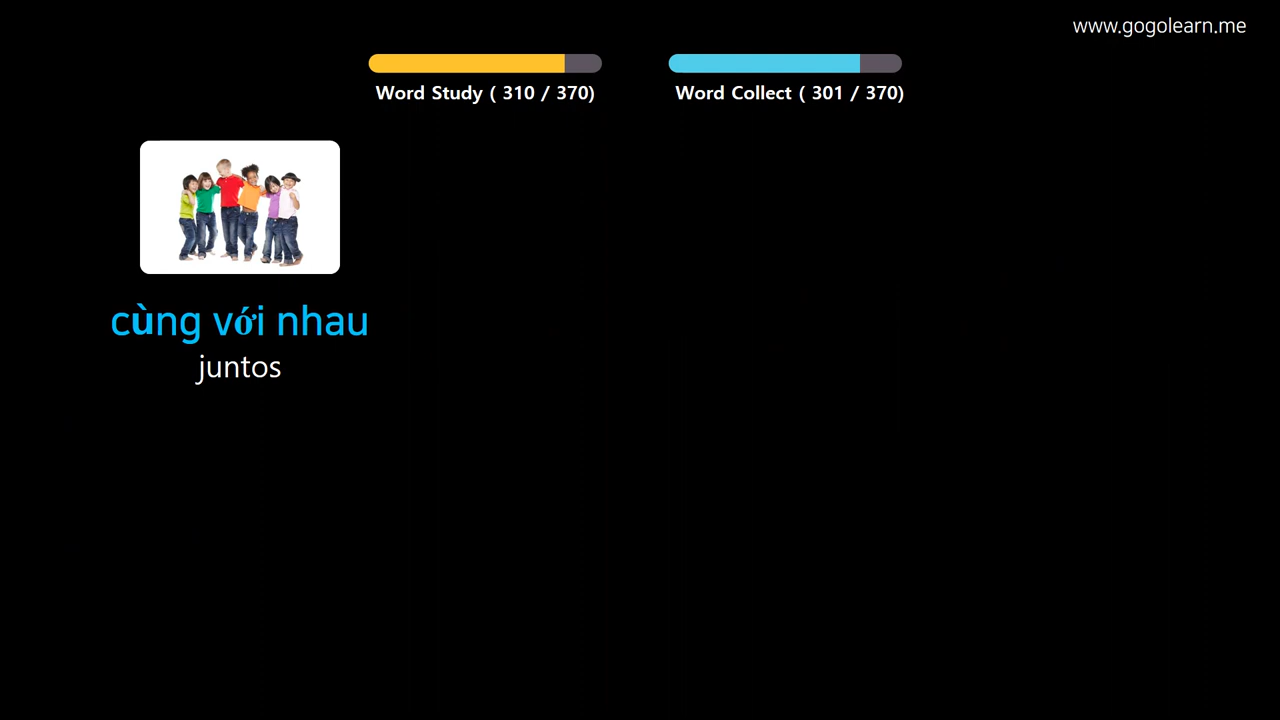 www.gogolearn.me
Word Study ( 310 / 370)
Word Collect ( 301 / 370)
cùng với nhau
juntos